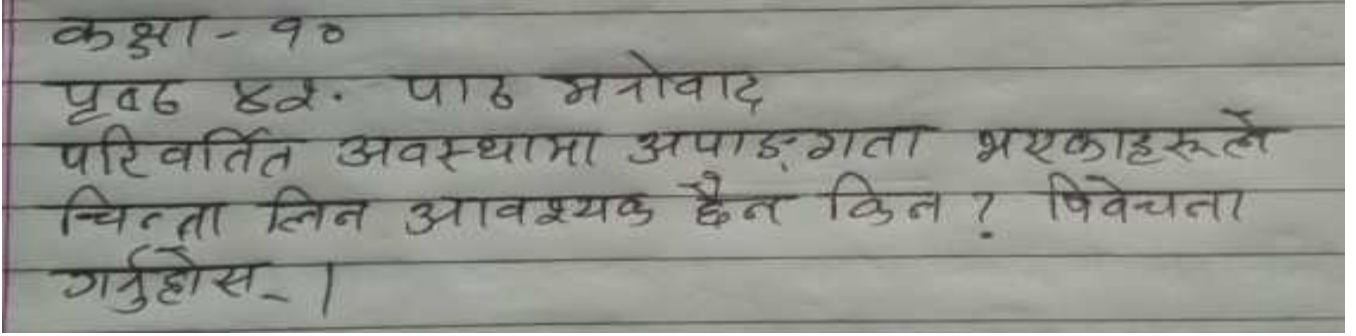 कक्षा - १०
पृष्ठ ४२. पाठ मनोवाद
परिवर्तित अवस्थामा अपाङ्गता भएकाहरूले
चिन्ता लिन आवश्यक छैन किन ? विवेचना
गर्नुहोस् ।